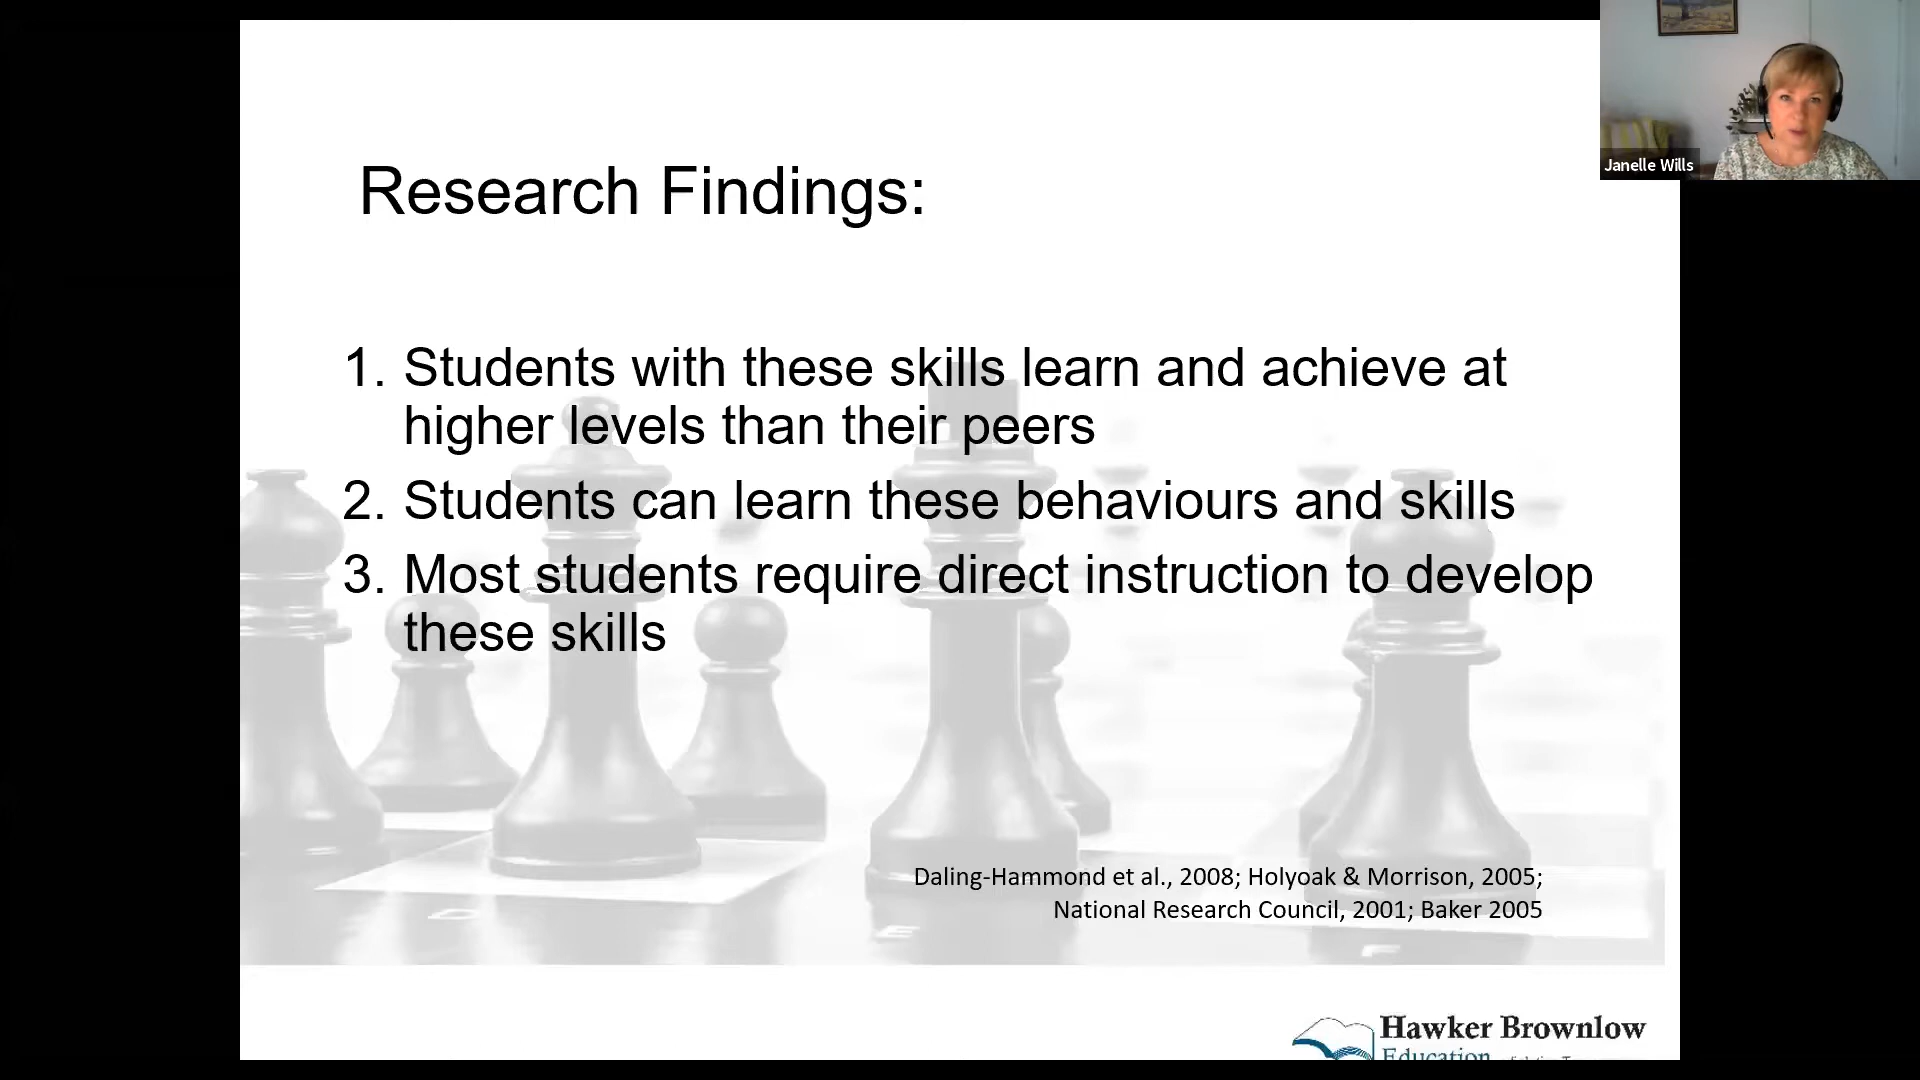 Janelle Wills
Research Findings:
1. Students with these skills learn and achieve at
higher levels than their peers
2. Students can learn these behaviours and skills
3. Most students require direct instruction to develop
these skills
Daling-Hammond et al., 2008; Holyoak & Morrison, 2005;
National Research Council, 2001; Baker 2005
Hawker Brownlow
Education